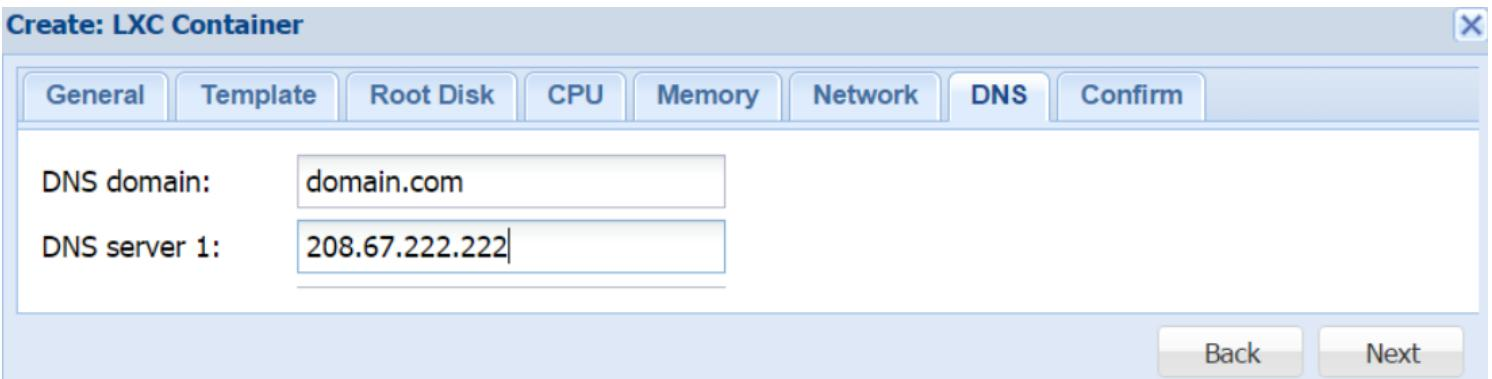 Create: LXC Container
General Template Root Disk CPU Memory Network DNS Confirm
DNS domain: domain.com
DNS server 1: 208.67.222.222
Back Next